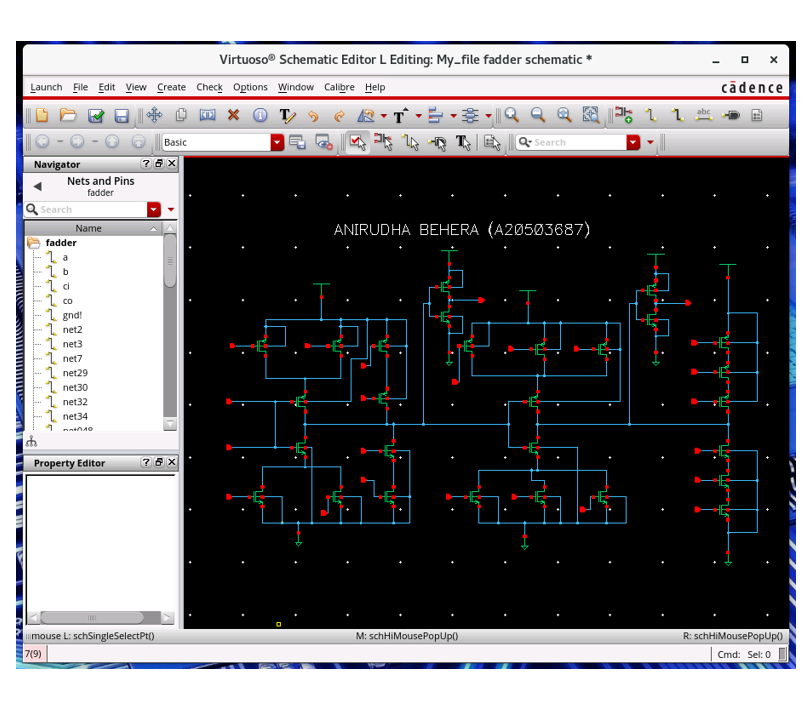 Virtuoso® Schematic Editor L Editing: My_file fadder schematic *
Launch File Edit View Create Check Options Window Calibre Help
cādence
abc
Basic
Search
Navigator
Nets and Pins
fadder
Search
Name
fadder
a
b
ci
co
gnd!
net2
net3
net7
net29
net30
net32
net34
net048
Property Editor
ANIRUDHA BEHERA (A20503687)
mouse L: schSingleSelectPt()
M: schHiMousePopUp()
R: schHiMousePopUp()
7(9)
Cmd: Sel: 0